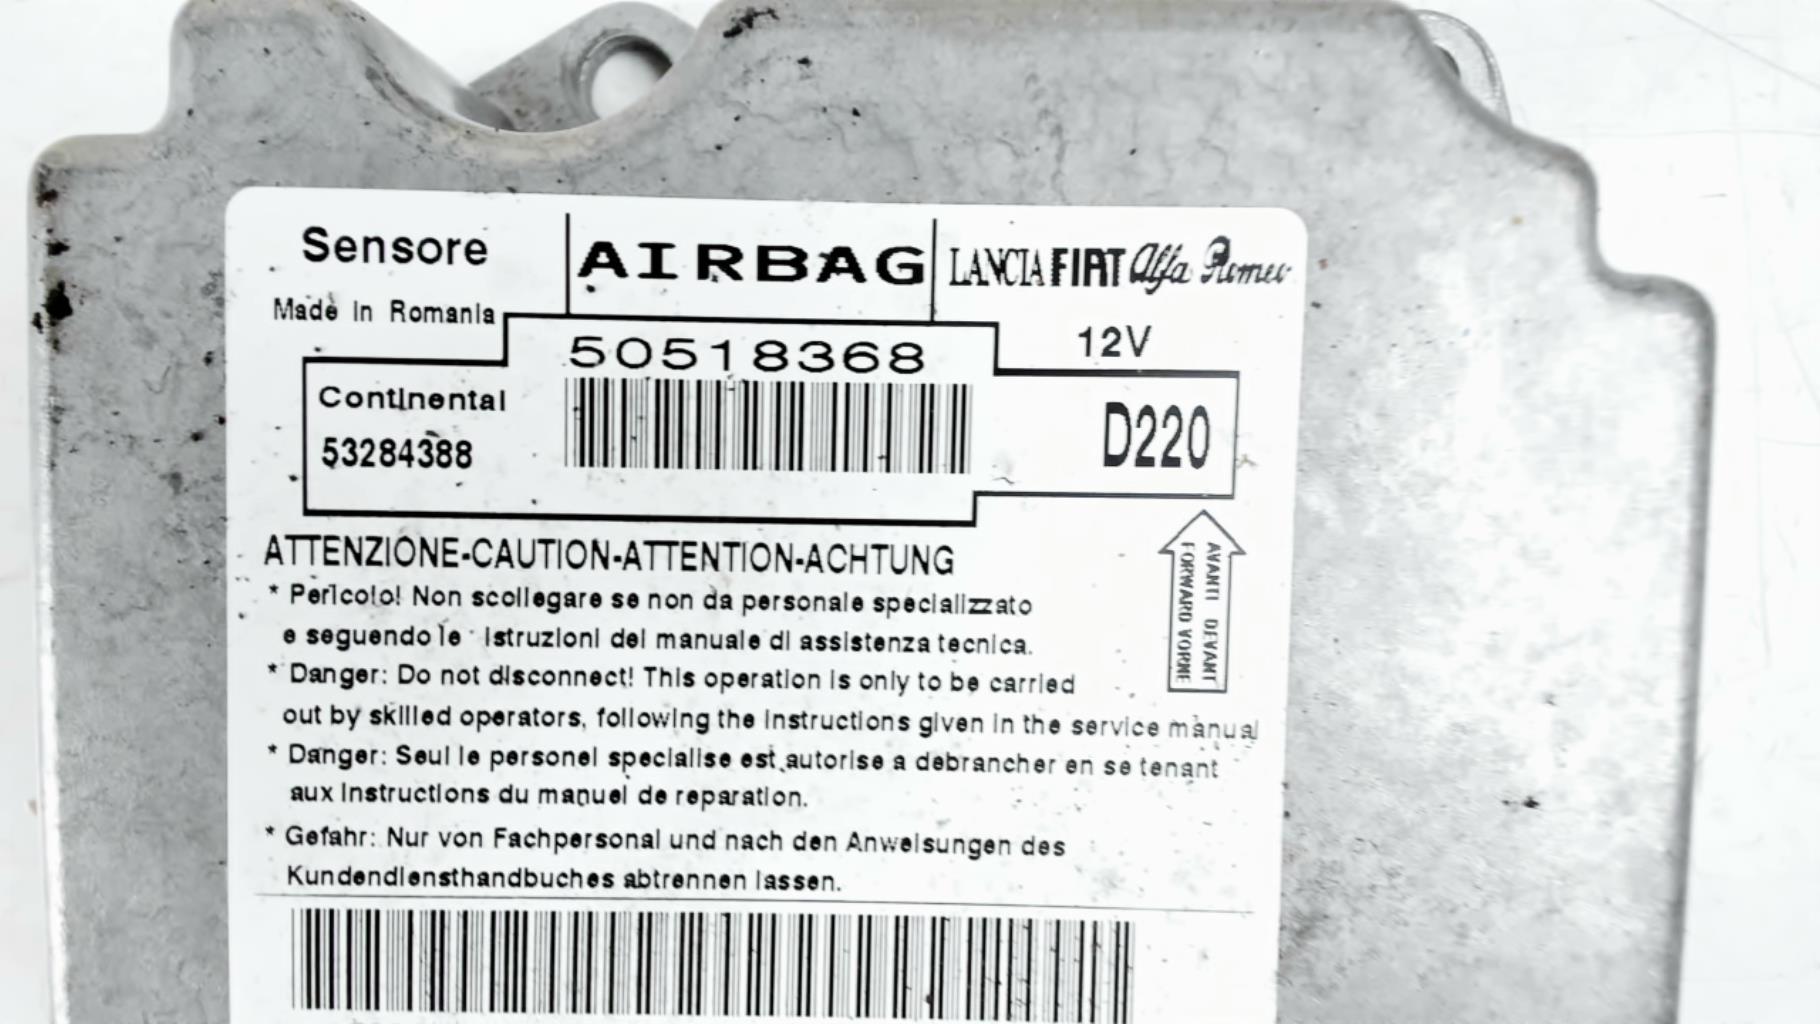 Sensore
AIRBAG
LANCIA FIAT Alfa Romeo
Made In Romania
50518368
12V
Continental
53284388
D220
ATTENZIONE-CAUTION-ATTENTION-ACHTUNG
AVANTI DEVANT
FORWARD VORNE
* Pericolo! Non scollegare se non da personale specializzato
e seguendo le istruzioni del manuale di assistenza tecnica.
* Danger: Do not disconnect! This operation is only to be carried
out by skilled operators, following the instructions given in the service manual
* Danger: Seul le personel specialise est autorise a debrancher en se tenant
aux instructions du manuel de reparation.
* Gefahr: Nur von Fachpersonal und nach den Anweisungen des
Kundendiensthandbuches abtrennen lassen.